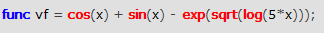 func vf = cos(x) + sin(x) - exp(sqrt(log(5*x)));